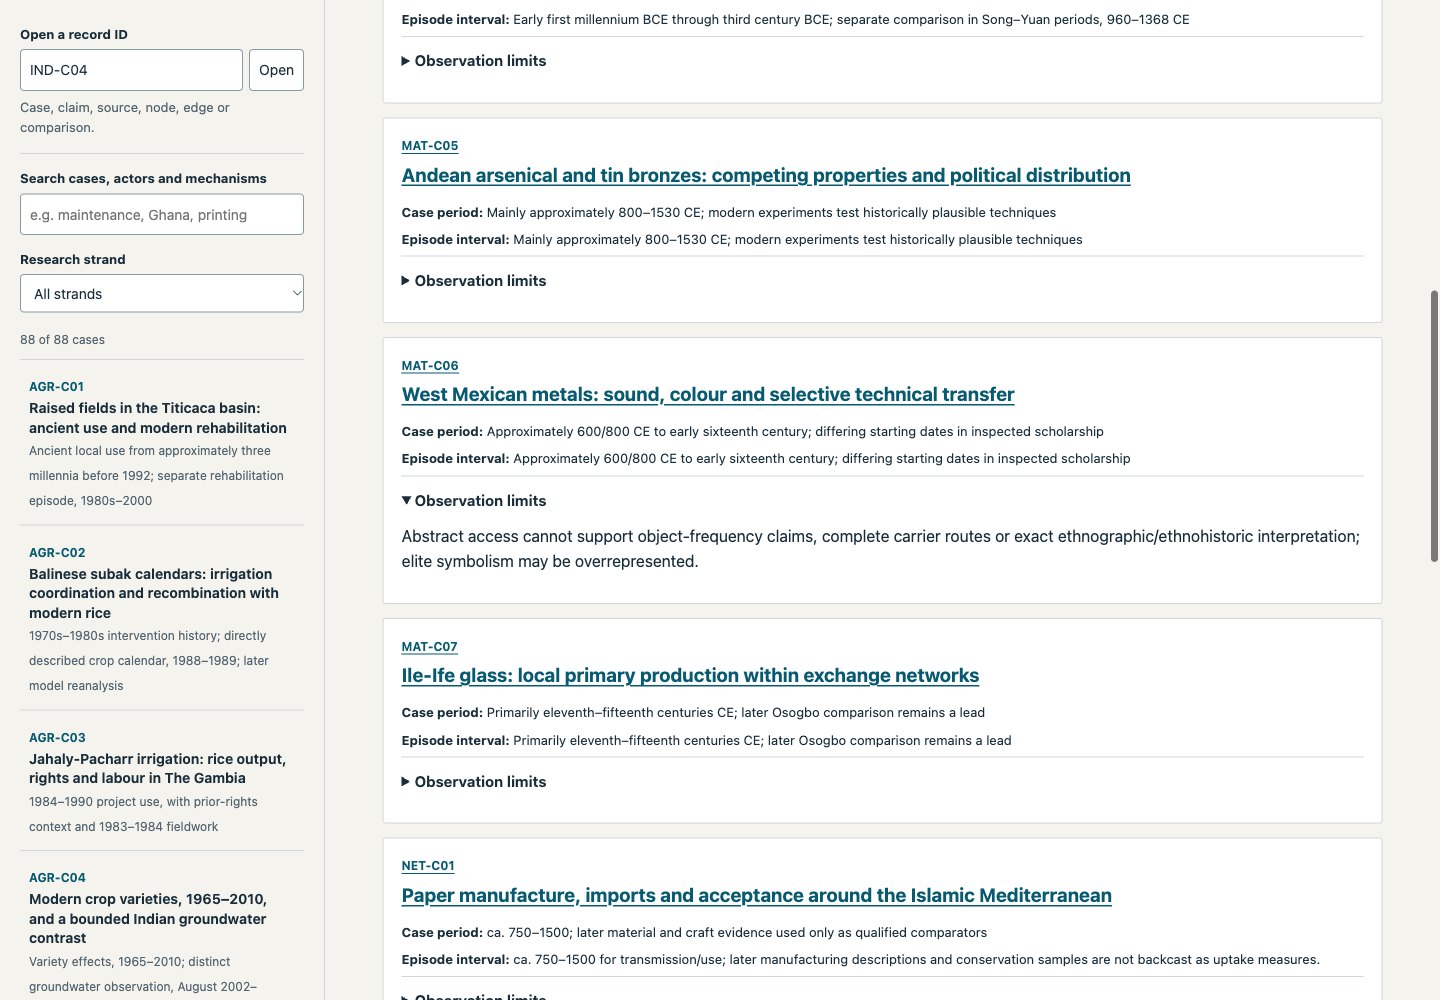 Open a record ID
IND-C04
Open
Case, claim, source, node, edge or
comparison.
Search cases, actors and mechanisms
e.g. maintenance, Ghana, printing
Research strand
All strands
88 of 88 cases
AGR-C01
Raised fields in the Titicaca basin:
ancient use and modern rehabilitation
Ancient local use from approximately three
millennia before 1992; separate rehabilitation
episode, 1980s–2000
AGR-C02
Balinese subak calendars: irrigation
coordination and recombination with
modern rice
1970s–1980s intervention history; directly
described crop calendar, 1988–1989; later
model reanalysis
AGR-C03
Jahaly-Pacharr irrigation: rice output,
rights and labour in The Gambia
1984–1990 project use, with prior-rights
context and 1983–1984 fieldwork
AGR-C04
Modern crop varieties, 1965–2010,
and a bounded Indian groundwater
contrast
Variety effects, 1965–2010; distinct
groundwater observation, August 2002–
Episode interval: Early first millennium BCE through third century BCE; separate comparison in Song–Yuan periods, 960–1368 CE
Observation limits
MAT-C05
Andean arsenical and tin bronzes: competing properties and political distribution
Case period: Mainly approximately 800–1530 CE; modern experiments test historically plausible techniques
Episode interval: Mainly approximately 800–1530 CE; modern experiments test historically plausible techniques
Observation limits
MAT-C06
West Mexican metals: sound, colour and selective technical transfer
Case period: Approximately 600/800 CE to early sixteenth century; differing starting dates in inspected scholarship
Episode interval: Approximately 600/800 CE to early sixteenth century; differing starting dates in inspected scholarship
Observation limits
Abstract access cannot support object-frequency claims, complete carrier routes or exact ethnographic/ethnohistoric interpretation;
elite symbolism may be overrepresented.
MAT-C07
Ile-Ife glass: local primary production within exchange networks
Case period: Primarily eleventh–fifteenth centuries CE; later Osogbo comparison remains a lead
Episode interval: Primarily eleventh–fifteenth centuries CE; later Osogbo comparison remains a lead
Observation limits
NET-C01
Paper manufacture, imports and acceptance around the Islamic Mediterranean
Case period: ca. 750–1500; later material and craft evidence used only as qualified comparators
Episode interval: ca. 750–1500 for transmission/use; later manufacturing descriptions and conservation samples are not backcast as uptake measures.
Observation limits